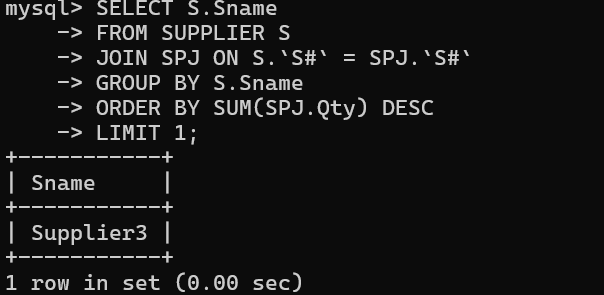 mysql> SELECT S.Sname
    -> FROM SUPPLIER S
    -> JOIN SPJ ON S.`S#` = SPJ.`S#`
    -> GROUP BY S.Sname
    -> ORDER BY SUM(SPJ.Qty) DESC
    -> LIMIT 1;
+-----------+
| Sname     |
+-----------+
| Supplier3 |
+-----------+
1 row in set (0.00 sec)